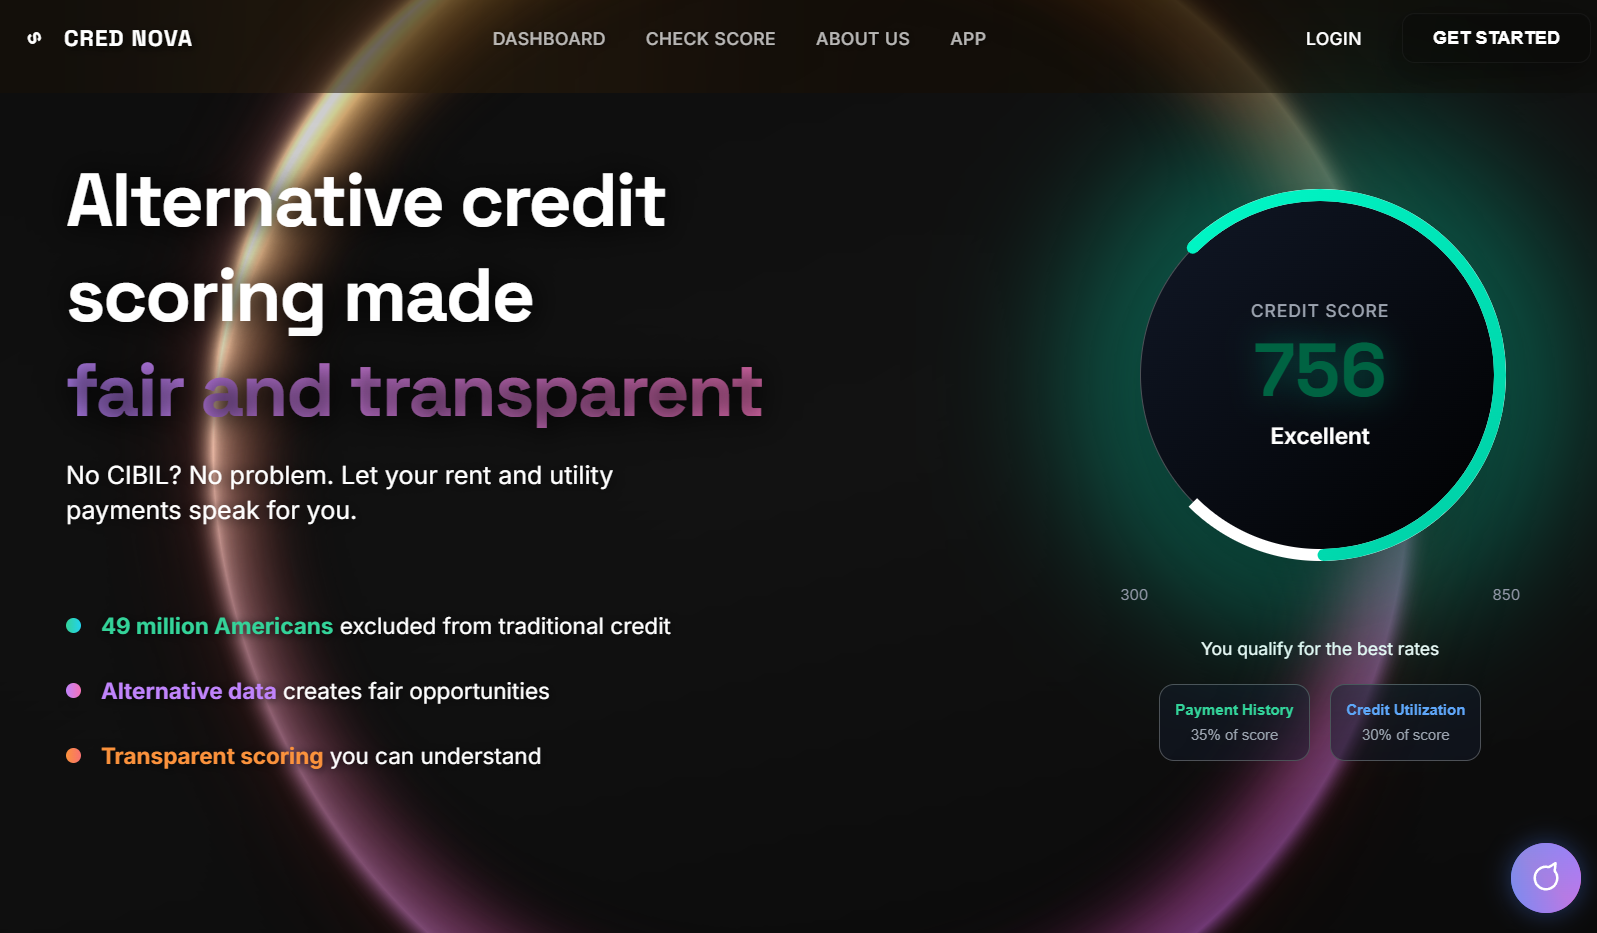 CRED NOVA
DASHBOARD
CHECK SCORE
ABOUT US
APP
LOGIN
GET STARTED
Alternative credit
scoring made
fair and transparent
No CIBIL? No problem. Let your rent and utility
payments speak for you.
49 million Americans excluded from traditional credit
Alternative data creates fair opportunities
Transparent scoring you can understand
CREDIT SCORE
756
Excellent
300
850
You qualify for the best rates
Payment History
35% of score
Credit Utilization
30% of score